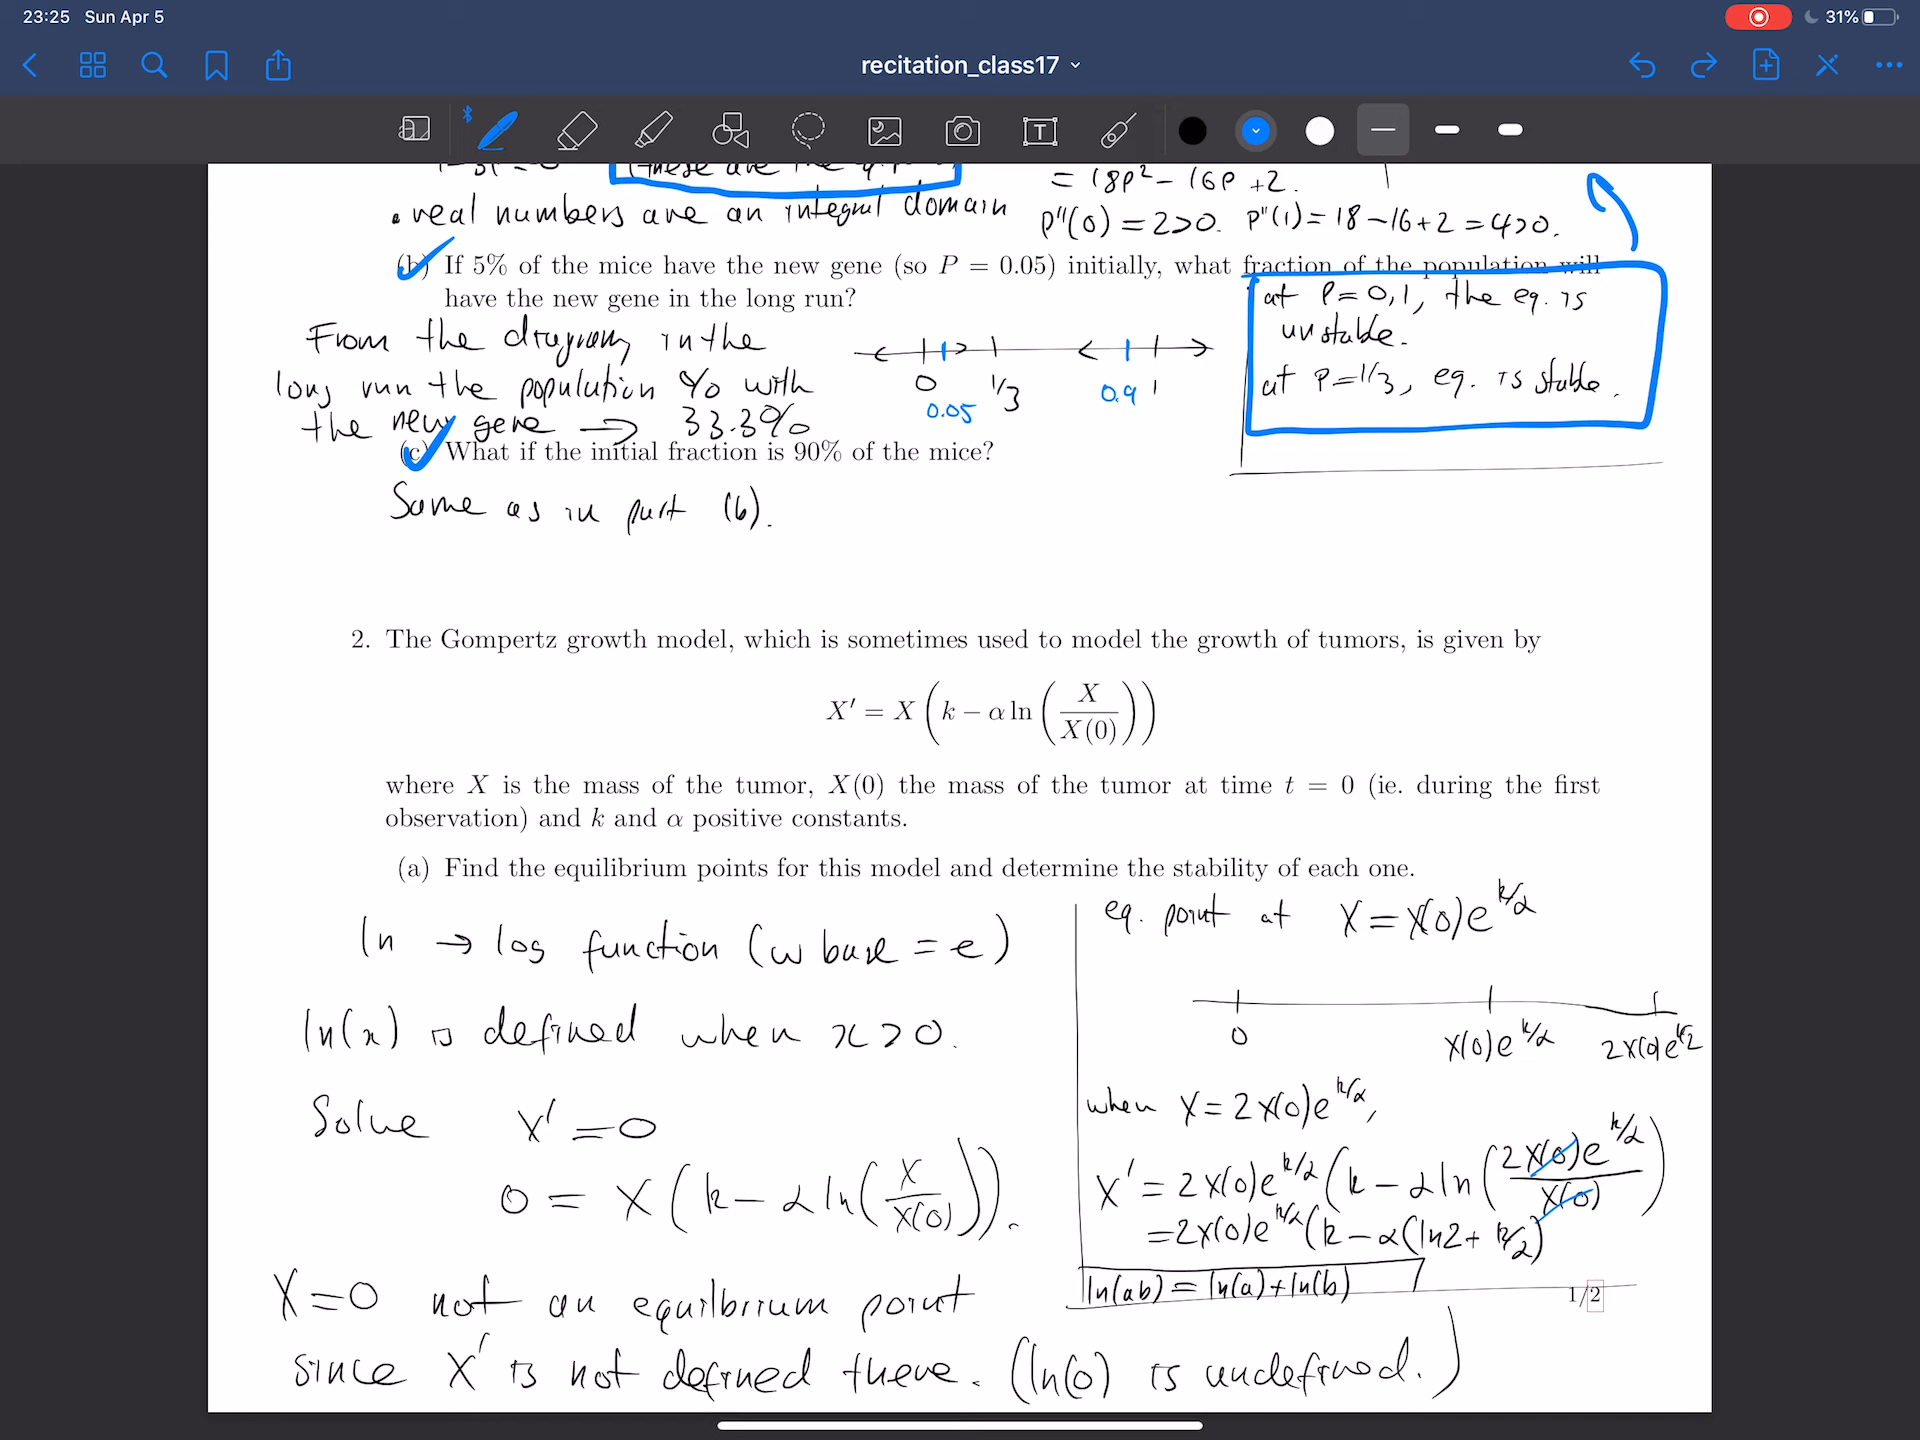 23:25 Sun Apr 5
31%
recitation_class17
(these are the
= 18P² − 16P + 2.
• real numbers are an integral domain
P''(0) = 2>0. P''(1) = 18−16+2 = 4>0.
(b) If 5% of the mice have the new gene (so P = 0.05) initially, what fraction of the population will
have the new gene in the long run?
at P=0,1, the eq. is
unstable.
at P=1/3, eq. is stable.
From the diagram, in the
long run the population % with
the new gene → 33.3%
0 1/3 1
0.05 0.9
(c) What if the initial fraction is 90% of the mice?
Same as in part (b).
2. The Gompertz growth model, which is sometimes used to model the growth of tumors, is given by
X′ = X (k − α ln (X / X(0)))
where X is the mass of the tumor, X(0) the mass of the tumor at time t = 0 (ie. during the first
observation) and k and α positive constants.
(a) Find the equilibrium points for this model and determine the stability of each one.
ln → log function (w base = e)
ln(x) is defined when x>0.
Solve X' = 0
0 = X (k − α ln (X / X(0))).
X=0 not an equilbrium point
since X' is not defined there. (ln(0) is undefined.)
eq. point at X = X(0)e^{k/α}
0 X(0)e^{k/α} 2X(0)e^{k/α}
when X = 2X(0)e^{k/α},
X' = 2X(0)e^{k/α} (k − α ln (2X(0)e^{k/α} / X(0)))
= 2X(0)e^{k/α} (k − α(ln2 + k/α)
ln(ab) = ln(a) + ln(b)
1/2